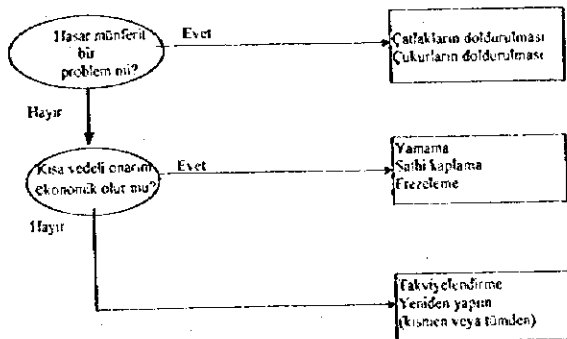 Hasar münferit
bir
problem mi?
Evet
Çatlakların doldurulması
Çukurların doldurulması
Hayır
Kısa vedeli onarım
ekonomik olur mu?
Evet
Yamama
Sathi kaplama
Frezeleme
Hayır
Takviyelendirme
Yeniden yapım
(kısmen veya tümden)